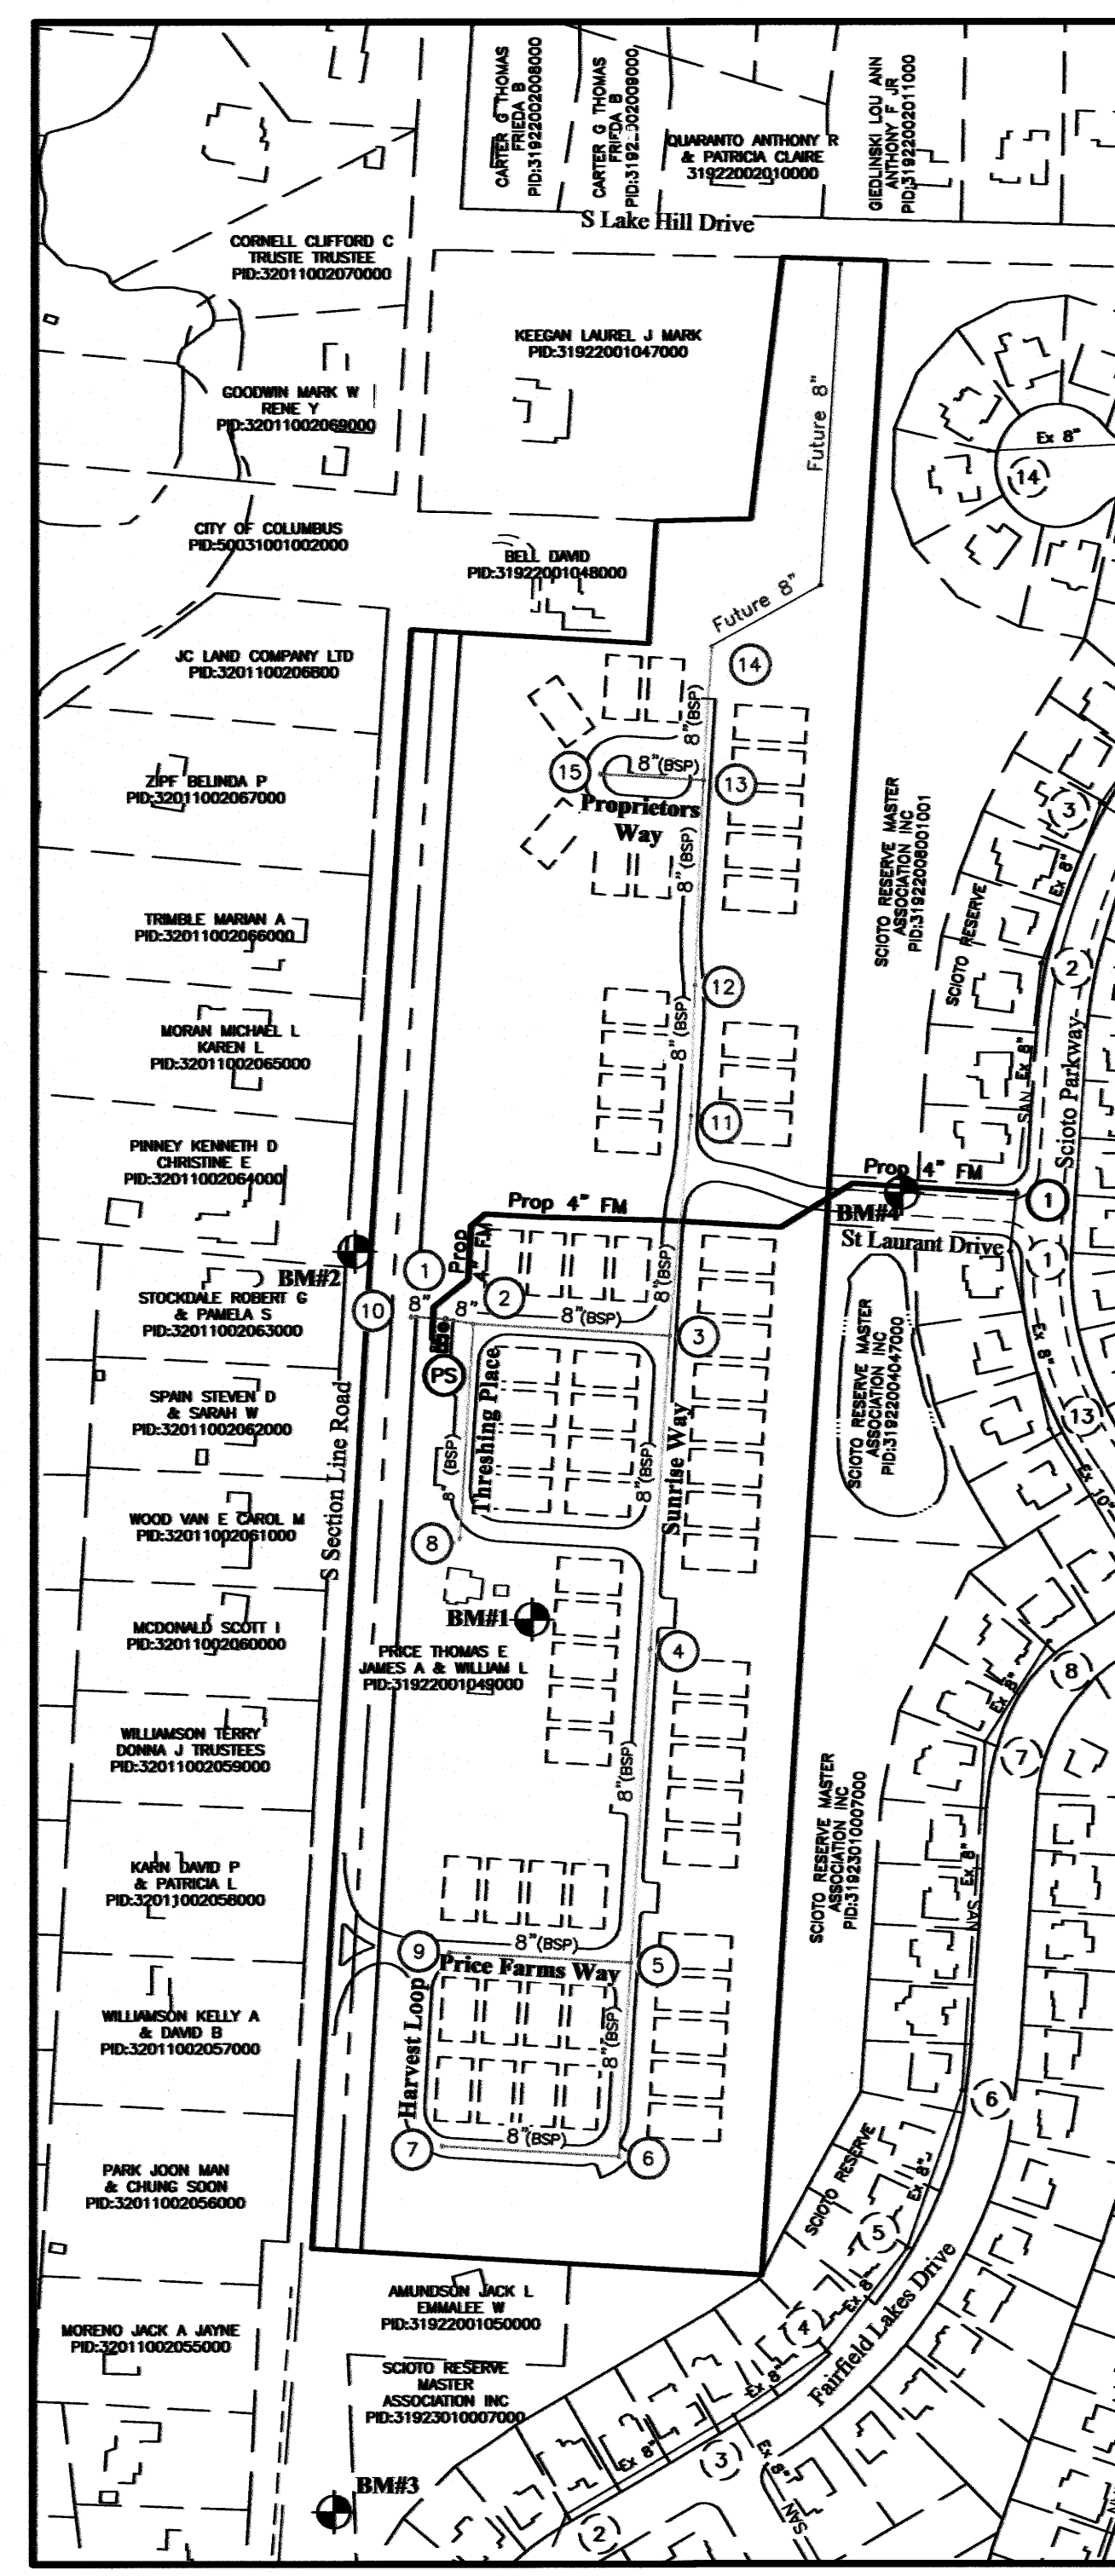 CARTER G THOMAS
FRIEDA B
PID:31922002008000
CARTER G THOMAS
FRIEDA B
QUARANTO ANTHONY R
& PATRICIA CLAIRE
31922002010000
GIEDLINSKI LOU ANN
ANTHONY F JR
PID:31922002011000
S Lake Hill Drive
CORNELL CLIFFORD C
TRUSTE TRUSTEE
PID:32011002070000
KEEGAN LAUREL J MARK
PID:31922001047000
GOODWIN MARK W
RENE Y
PID:32011002069000
Future 8"
Ex 8"
14
CITY OF COLUMBUS
PID:50031001002000
BELL DAVID
PID:31922001048000
Future 8"
JC LAND COMPANY LTD
PID:3201100206800
14
8"(BSP)
15
8"(BSP)
13
Proprietors
Way
ZIPF BELINDA P
PID:32011002067000
8"(BSP)
SCIOTO RESERVE MASTER
ASSOCIATION INC
PID:31922008001001
3
Ex 8"
SCIOTO RESERVE
TRIMBLE MARIAN A
PID:32011002066000
2
12
8"(BSP)
MORAN MICHAEL L
KAREN L
PID:32011002065000
SAN Ex 8"
Scioto Parkway
11
PINNEY KENNETH D
CHRISTINE E
PID:32011002064000
Prop 4" FM
Prop 4" FM
1
BM#4
St Laurant Drive
1
Prop
4" FM
BM#2
1
2
10
8"
8"
8"(BSP)
8"(BSP)
3
STOCKDALE ROBERT G
& PAMELA S
PID:32011002063000
PS
Ex 8"
SCIOTO RESERVE MASTER
ASSOCIATION INC
PID:31922004047000
13
Ex 10"
SPAIN STEVEN D
& SARAH W
PID:32011002062000
S Section Line Road
8" (BSP)
Threshing Place
8"(BSP)
Sunrise Way
WOOD VAN E CAROL M
PID:32011002061000
8
BM#1
MCDONALD SCOTT I
PID:32011002060000
PRICE THOMAS E
JAMES A & WILLIAM L
PID:31922001049000
4
8
Ex 8"
7
WILLIAMSON TERRY
DONNA J TRUSTEES
PID:32011002059000
8"(BSP)
SCIOTO RESERVE MASTER
ASSOCIATION INC
PID:31923010007000
KARN DAVID P
& PATRICIA L
PID:32011002058000
SAN Ex 8"
9
8"(BSP)
Price Farms Way
5
WILLIAMSON KELLY A
& DAVID B
PID:32011002057000
Harvest Loop
8"(BSP)
6
7
8"(BSP)
6
PARK JOON MAN
& CHUNG SOON
PID:32011002056000
SCIOTO RESERVE
Ex 8"
5
AMUNDSON JACK L
EMMALEE W
PID:31922001050000
MORENO JACK A JAYNE
PID:32011002055000
Ex 8"
4
Fairfield Lakes Drive
SCIOTO RESERVE
MASTER
ASSOCIATION INC
PID:31923010007000
Ex 8"
Ex 8"
3
Ex 8"
SAN
BM#3
2